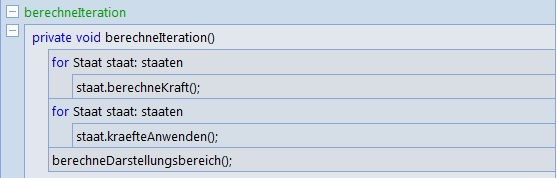 berechneIteration
private void berechneIteration()
for Staat staat: staaten
staat.berechneKraft();
for Staat staat: staaten
staat.kraefteAnwenden();
berechneDarstellungsbereich();